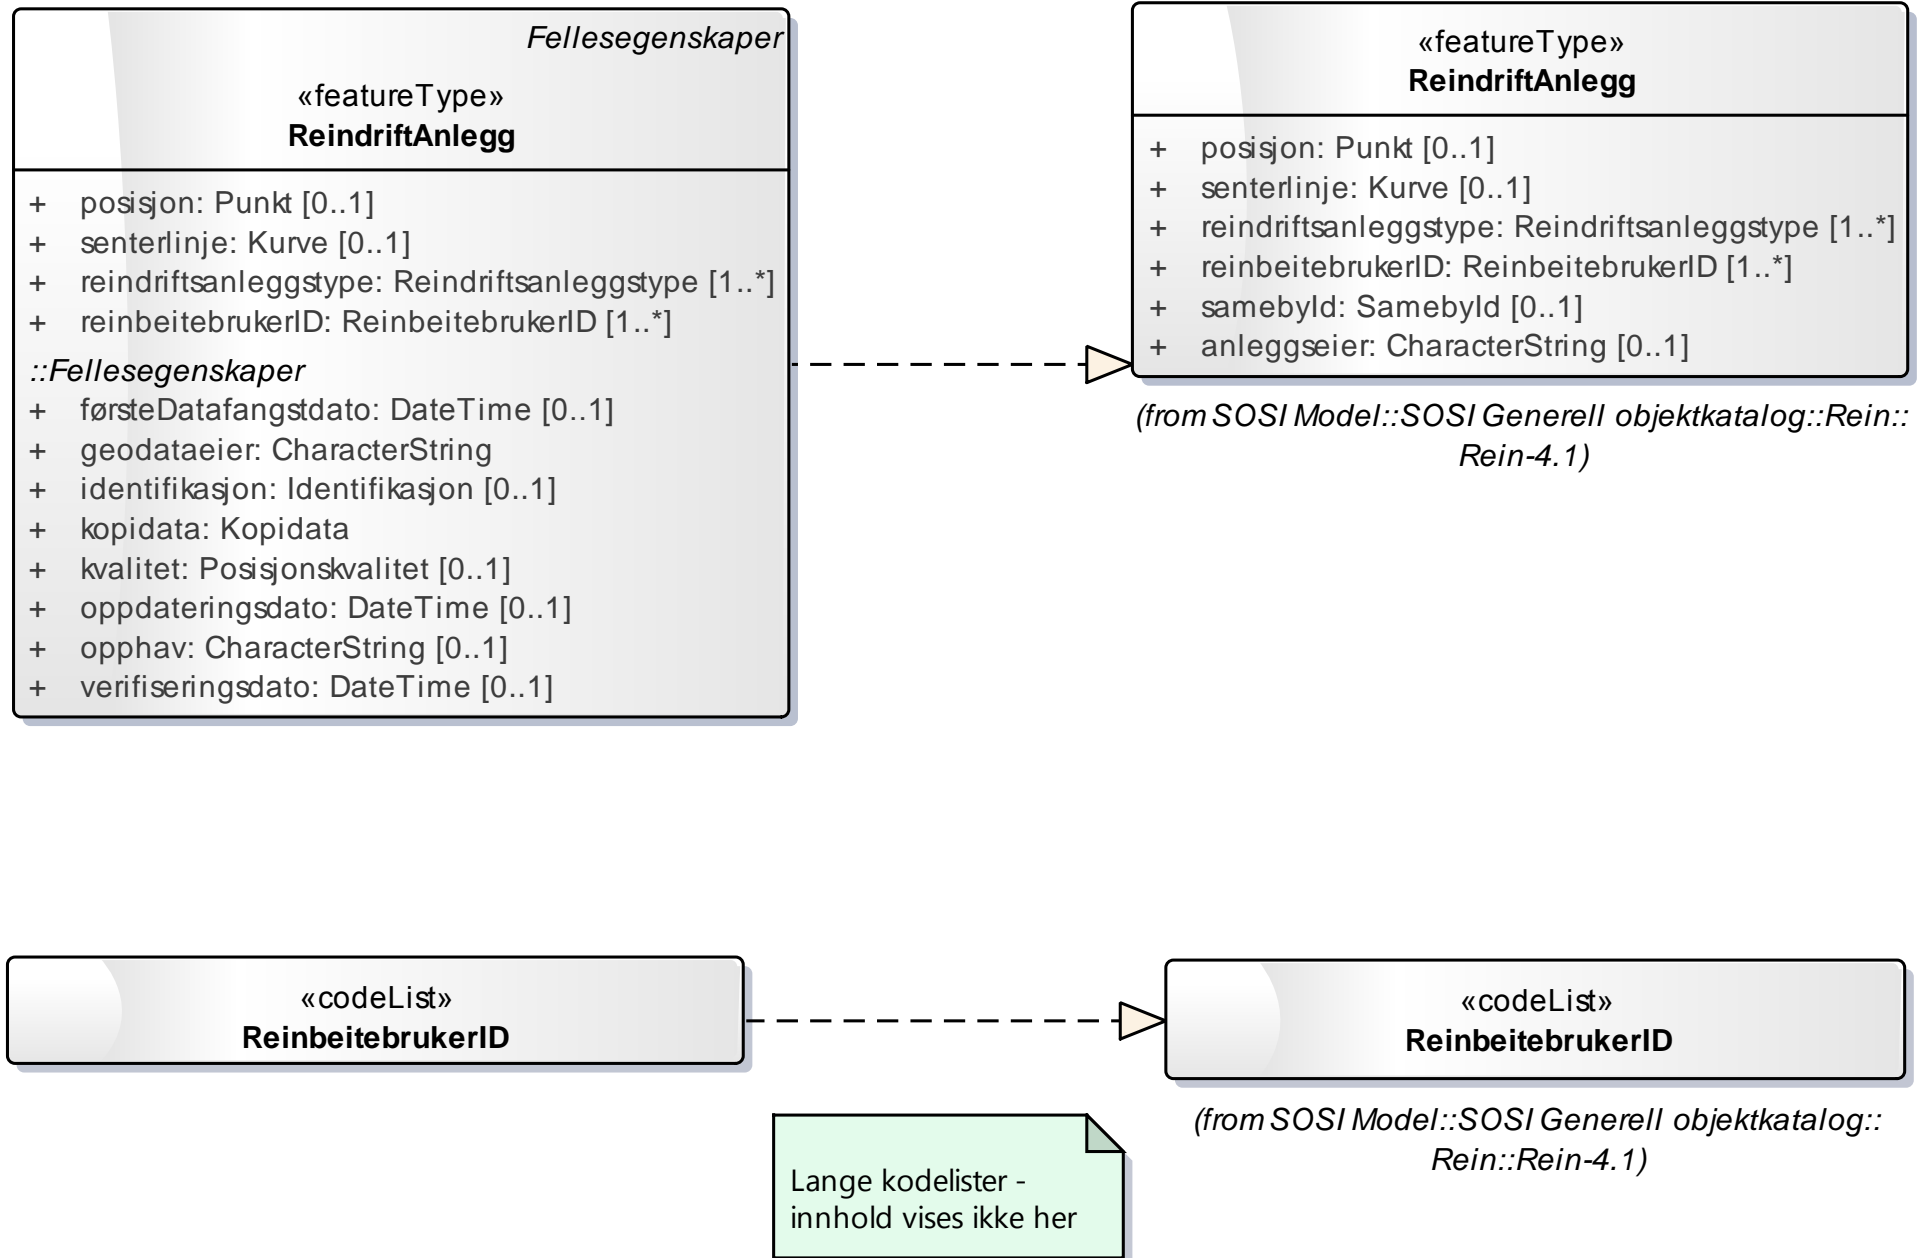 Fellesegenskaper
«featureType»
ReindriftAnlegg
+ posisjon: Punkt [0..1]
+ senterlinje: Kurve [0..1]
+ reindriftsanleggstype: Reindriftsanleggstype [1..*]
+ reinbeitebrukerID: ReinbeitebrukerID [1..*]
::Fellesegenskaper
+ førsteDatafangstdato: DateTime [0..1]
+ geodataeier: CharacterString
+ identifikasjon: Identifikasjon [0..1]
+ kopidata: Kopidata
+ kvalitet: Posisjonskvalitet [0..1]
+ oppdateringsdato: DateTime [0..1]
+ opphav: CharacterString [0..1]
+ verifiseringsdato: DateTime [0..1]
«featureType»
ReindriftAnlegg
+ posisjon: Punkt [0..1]
+ senterlinje: Kurve [0..1]
+ reindriftsanleggstype: Reindriftsanleggstype [1..*]
+ reinbeitebrukerID: ReinbeitebrukerID [1..*]
+ samebyId: SamebyId [0..1]
+ anleggseier: CharacterString [0..1]
(from SOSI Model::SOSI Generell objektkatalog::Rein::
Rein-4.1)
«codeList»
ReinbeitebrukerID
«codeList»
ReinbeitebrukerID
(from SOSI Model::SOSI Generell objektkatalog::
Rein::Rein-4.1)
Lange kodelister -
innhold vises ikke her